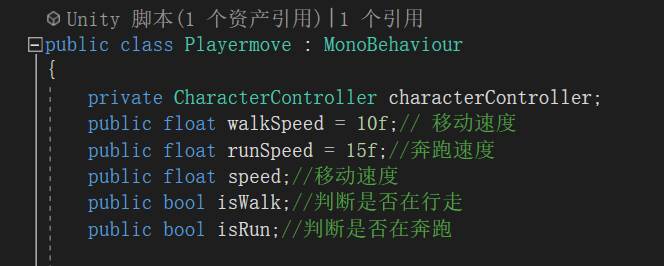 Unity 脚本(1 个资产引用)|1 个引用
public class Playermove : MonoBehaviour
{
private CharacterController characterController;
public float walkSpeed = 10f;// 移动速度
public float runSpeed = 15f;//奔跑速度
public float speed;//移动速度
public bool isWalk;//判断是否在行走
public bool isRun;//判断是否在奔跑